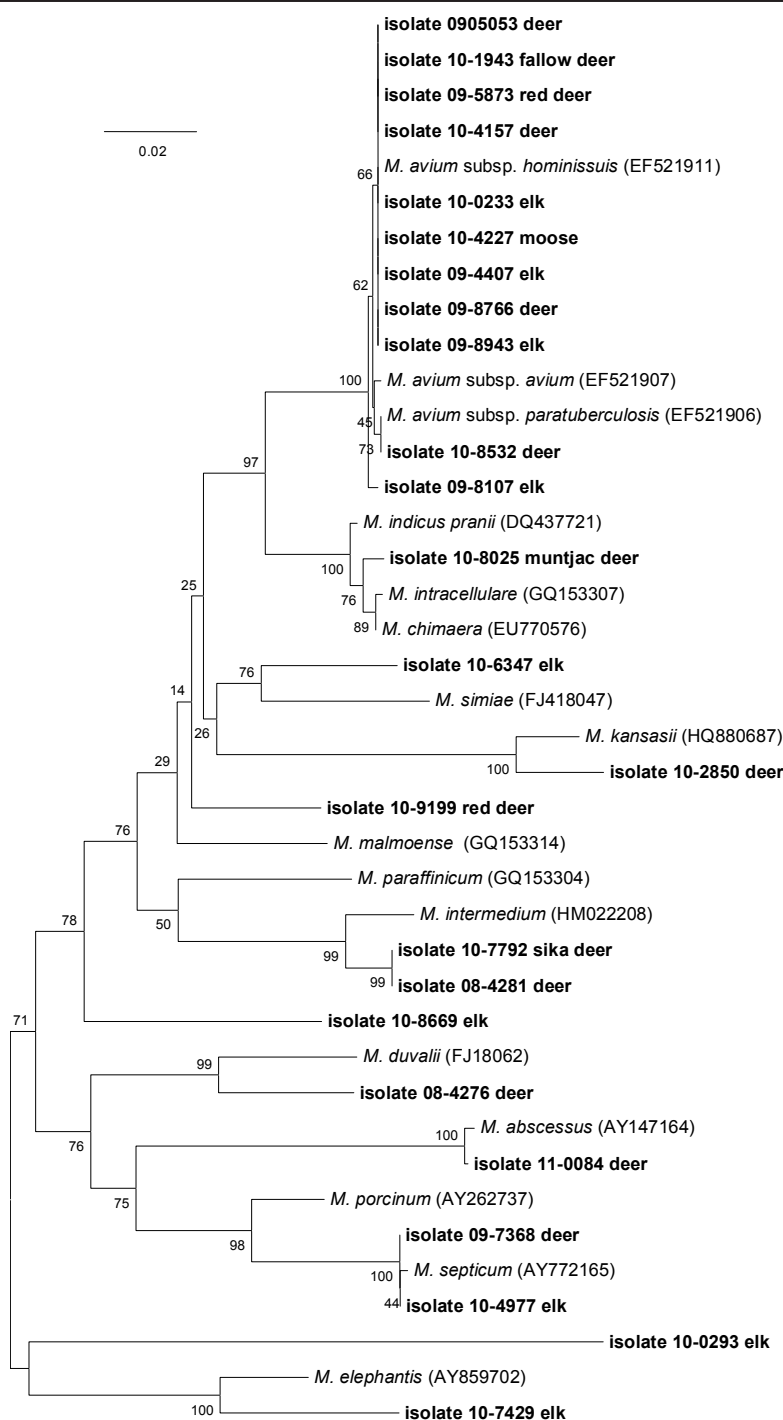 isolate 0905053 deer
isolate 10-1943 fallow deer
isolate 09-5873 red deer
0.02
isolate 10-4157 deer
M. avium subsp. hominissuis (EF521911)
66
isolate 10-0233 elk
isolate 10-4227 moose
isolate 09-4407 elk
62
isolate 09-8766 deer
isolate 09-8943 elk
100
M. avium subsp. avium (EF521907)
M. avium subsp. paratuberculosis (EF521906)
45
73
isolate 10-8532 deer
97
isolate 09-8107 elk
M. indicus pranii (DQ437721)
isolate 10-8025 muntjac deer
100
25
M. intracellulare (GQ153307)
76
89
M. chimaera (EU770576)
isolate 10-6347 elk
76
14
M. simiae (FJ418047)
26
M. kansasii (HQ880687)
29
100
isolate 10-2850 deer
isolate 10-9199 red deer
76
M. malmoense (GQ153314)
M. paraffinicum (GQ153304)
78
50
M. intermedium (HM022208)
99
isolate 10-7792 sika deer
99
isolate 08-4281 deer
71
isolate 10-8669 elk
99
M. duvalii (FJ18062)
isolate 08-4276 deer
76
100
M. abscessus (AY147164)
isolate 11-0084 deer
75
M. porcinum (AY262737)
98
isolate 09-7368 deer
100
M. septicum (AY772165)
44
isolate 10-4977 elk
isolate 10-0293 elk
M. elephantis (AY859702)
100
isolate 10-7429 elk